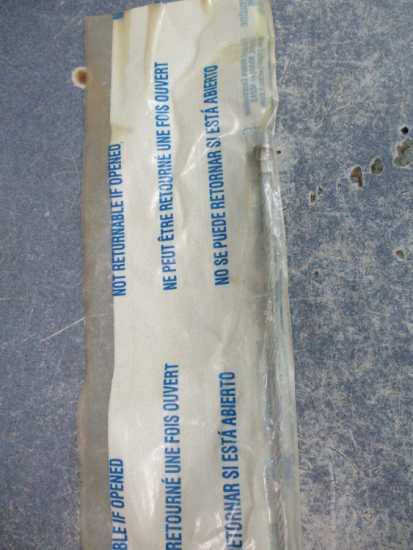 NOT RETURNABLE IF OPENED
NE PEUT ÊTRE RETOURNÉ UNE FOIS OUVERT
NO SE PUEDE RETORNAR SI ESTÁ ABIERTO
BLE IF OPENED
RETOURNÉ UNE FOIS OUVERT
ETORNAR SI ESTÁ ABIERTO